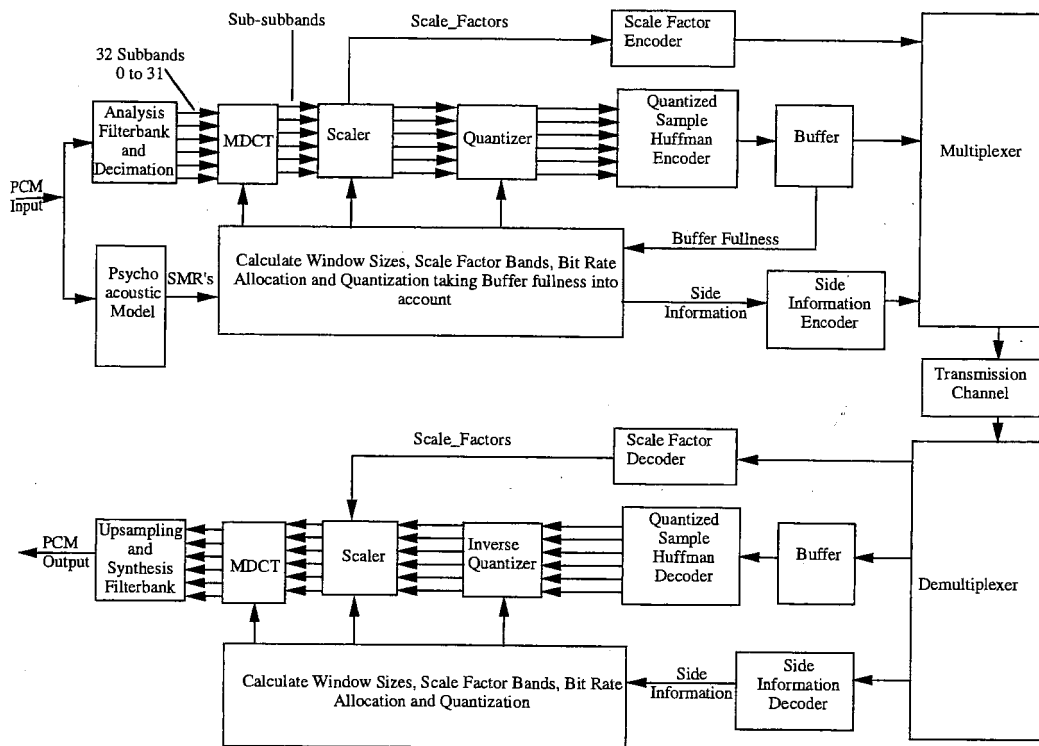 Sub-subbands
Scale_Factors
Scale Factor
Encoder
32 Subbands
0 to 31
Analysis
Filterbank
and
Decimation
MDCT
Scaler
Quantizer
Quantized
Sample
Huffman
Encoder
Buffer
Multiplexer
PCM
Input
Buffer Fullness
Psycho
acoustic
Model
SMR's
Calculate Window Sizes, Scale Factor Bands, Bit Rate
Allocation and Quantization taking Buffer fullness into
account
Side
Information
Side
Information
Encoder
Transmission
Channel
Scale_Factors
Scale Factor
Decoder
PCM
Output
Upsampling
and
Synthesis
Filterbank
MDCT
Scaler
Inverse
Quantizer
Quantized
Sample
Huffman
Decoder
Buffer
Demultiplexer
Calculate Window Sizes, Scale Factor Bands, Bit Rate
Allocation and Quantization
Side
Information
Side
Information
Decoder